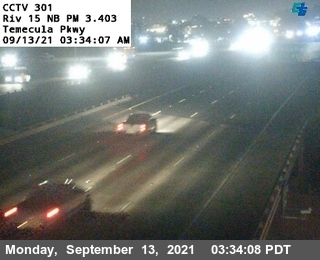 CCTV 301
Riv 15 NB PM 3.403
Temecula Pkwy
09/13/21 03:34:07 AM
Monday, September 13, 2021 03:34:08 PDT